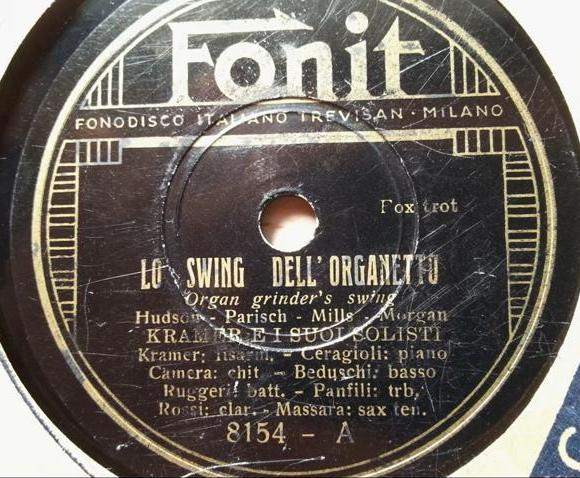 Fonit
FONODISCO ITALIANO TREVISAN · MILANO
Fox trot
LO SWING DELL'ORGANETTO
Organ grinder's swing
Hudson - Parisch - Mills - Morgan
KRAMER E I SUOI SOLISTI
Kramer: fisarm. - Ceragioli: piano
Camera: chit. - Beduschi: basso
Ruggeri: batt. - Panfili: trb.
Rossi: clar. - Massara: sax ten.
8154 - A